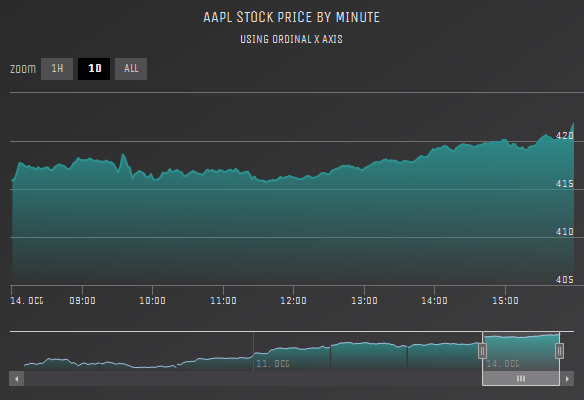 AAPL STOCK PRICE BY MINUTE
USING ORDINAL X AXIS
ZOOM 1H 1D ALL
420
415
410
405
14. OCT 09:00 10:00 11:00 12:00 13:00 14:00 15:00
11. OCT 14. OCT